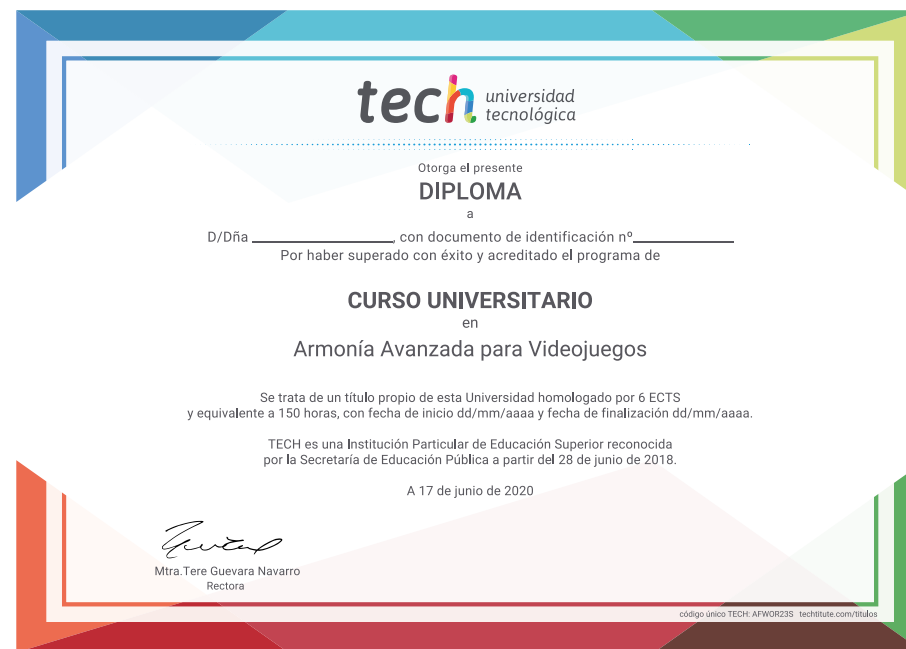 tech universidad
tecnológica
Otorga el presente
DIPLOMA
a
D/Dña ____________________, con documento de identificación nº______________
Por haber superado con éxito y acreditado el programa de
CURSO UNIVERSITARIO
en
Armonía Avanzada para Videojuegos
Se trata de un título propio de esta Universidad homologado por 6 ECTS
y equivalente a 150 horas, con fecha de inicio dd/mm/aaaa y fecha de finalización dd/mm/aaaa.
TECH es una Institución Particular de Educación Superior reconocida
por la Secretaría de Educación Pública a partir del 28 de junio de 2018.
A 17 de junio de 2020
Mtra.Tere Guevara Navarro
Rectora
código único TECH: AFWOR23S techtitute.com/titulos